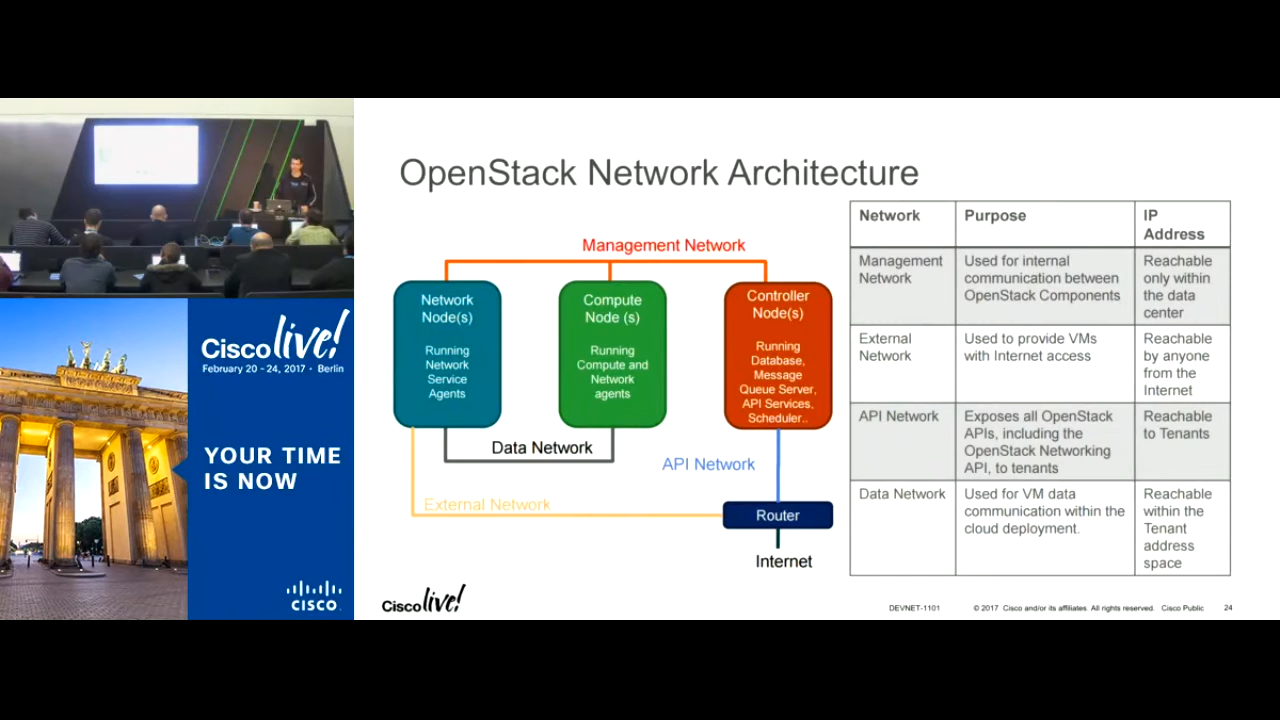 OpenStack Network Architecture
Management Network
Network
Node(s)
Running
Network
Service
Agents
Compute
Node (s)
Running
Compute and
Network
agents
Controller
Node(s)
Running
Database,
Message
Queue Server,
API Services,
Scheduler..
Data Network
API Network
External Network
Router
Internet
Network
Purpose
IP
Address
Management
Network
Used for internal
communication between
OpenStack Components
Reachable
only within
the data
center
External
Network
Used to provide VMs
with Internet access
Reachable
by anyone
from the
Internet
API Network
Exposes all OpenStack
APIs, including the
OpenStack Networking
API, to tenants
Reachable
to Tenants
Data Network
Used for VM data
communication within the
cloud deployment.
Reachable
within the
Tenant
address
space
Cisco live!
February 20 - 24, 2017 · Berlin
YOUR TIME
IS NOW
CISCO
Cisco live!
DEVNET-1101
© 2017 Cisco and/or its affiliates. All rights reserved. Cisco Public
24